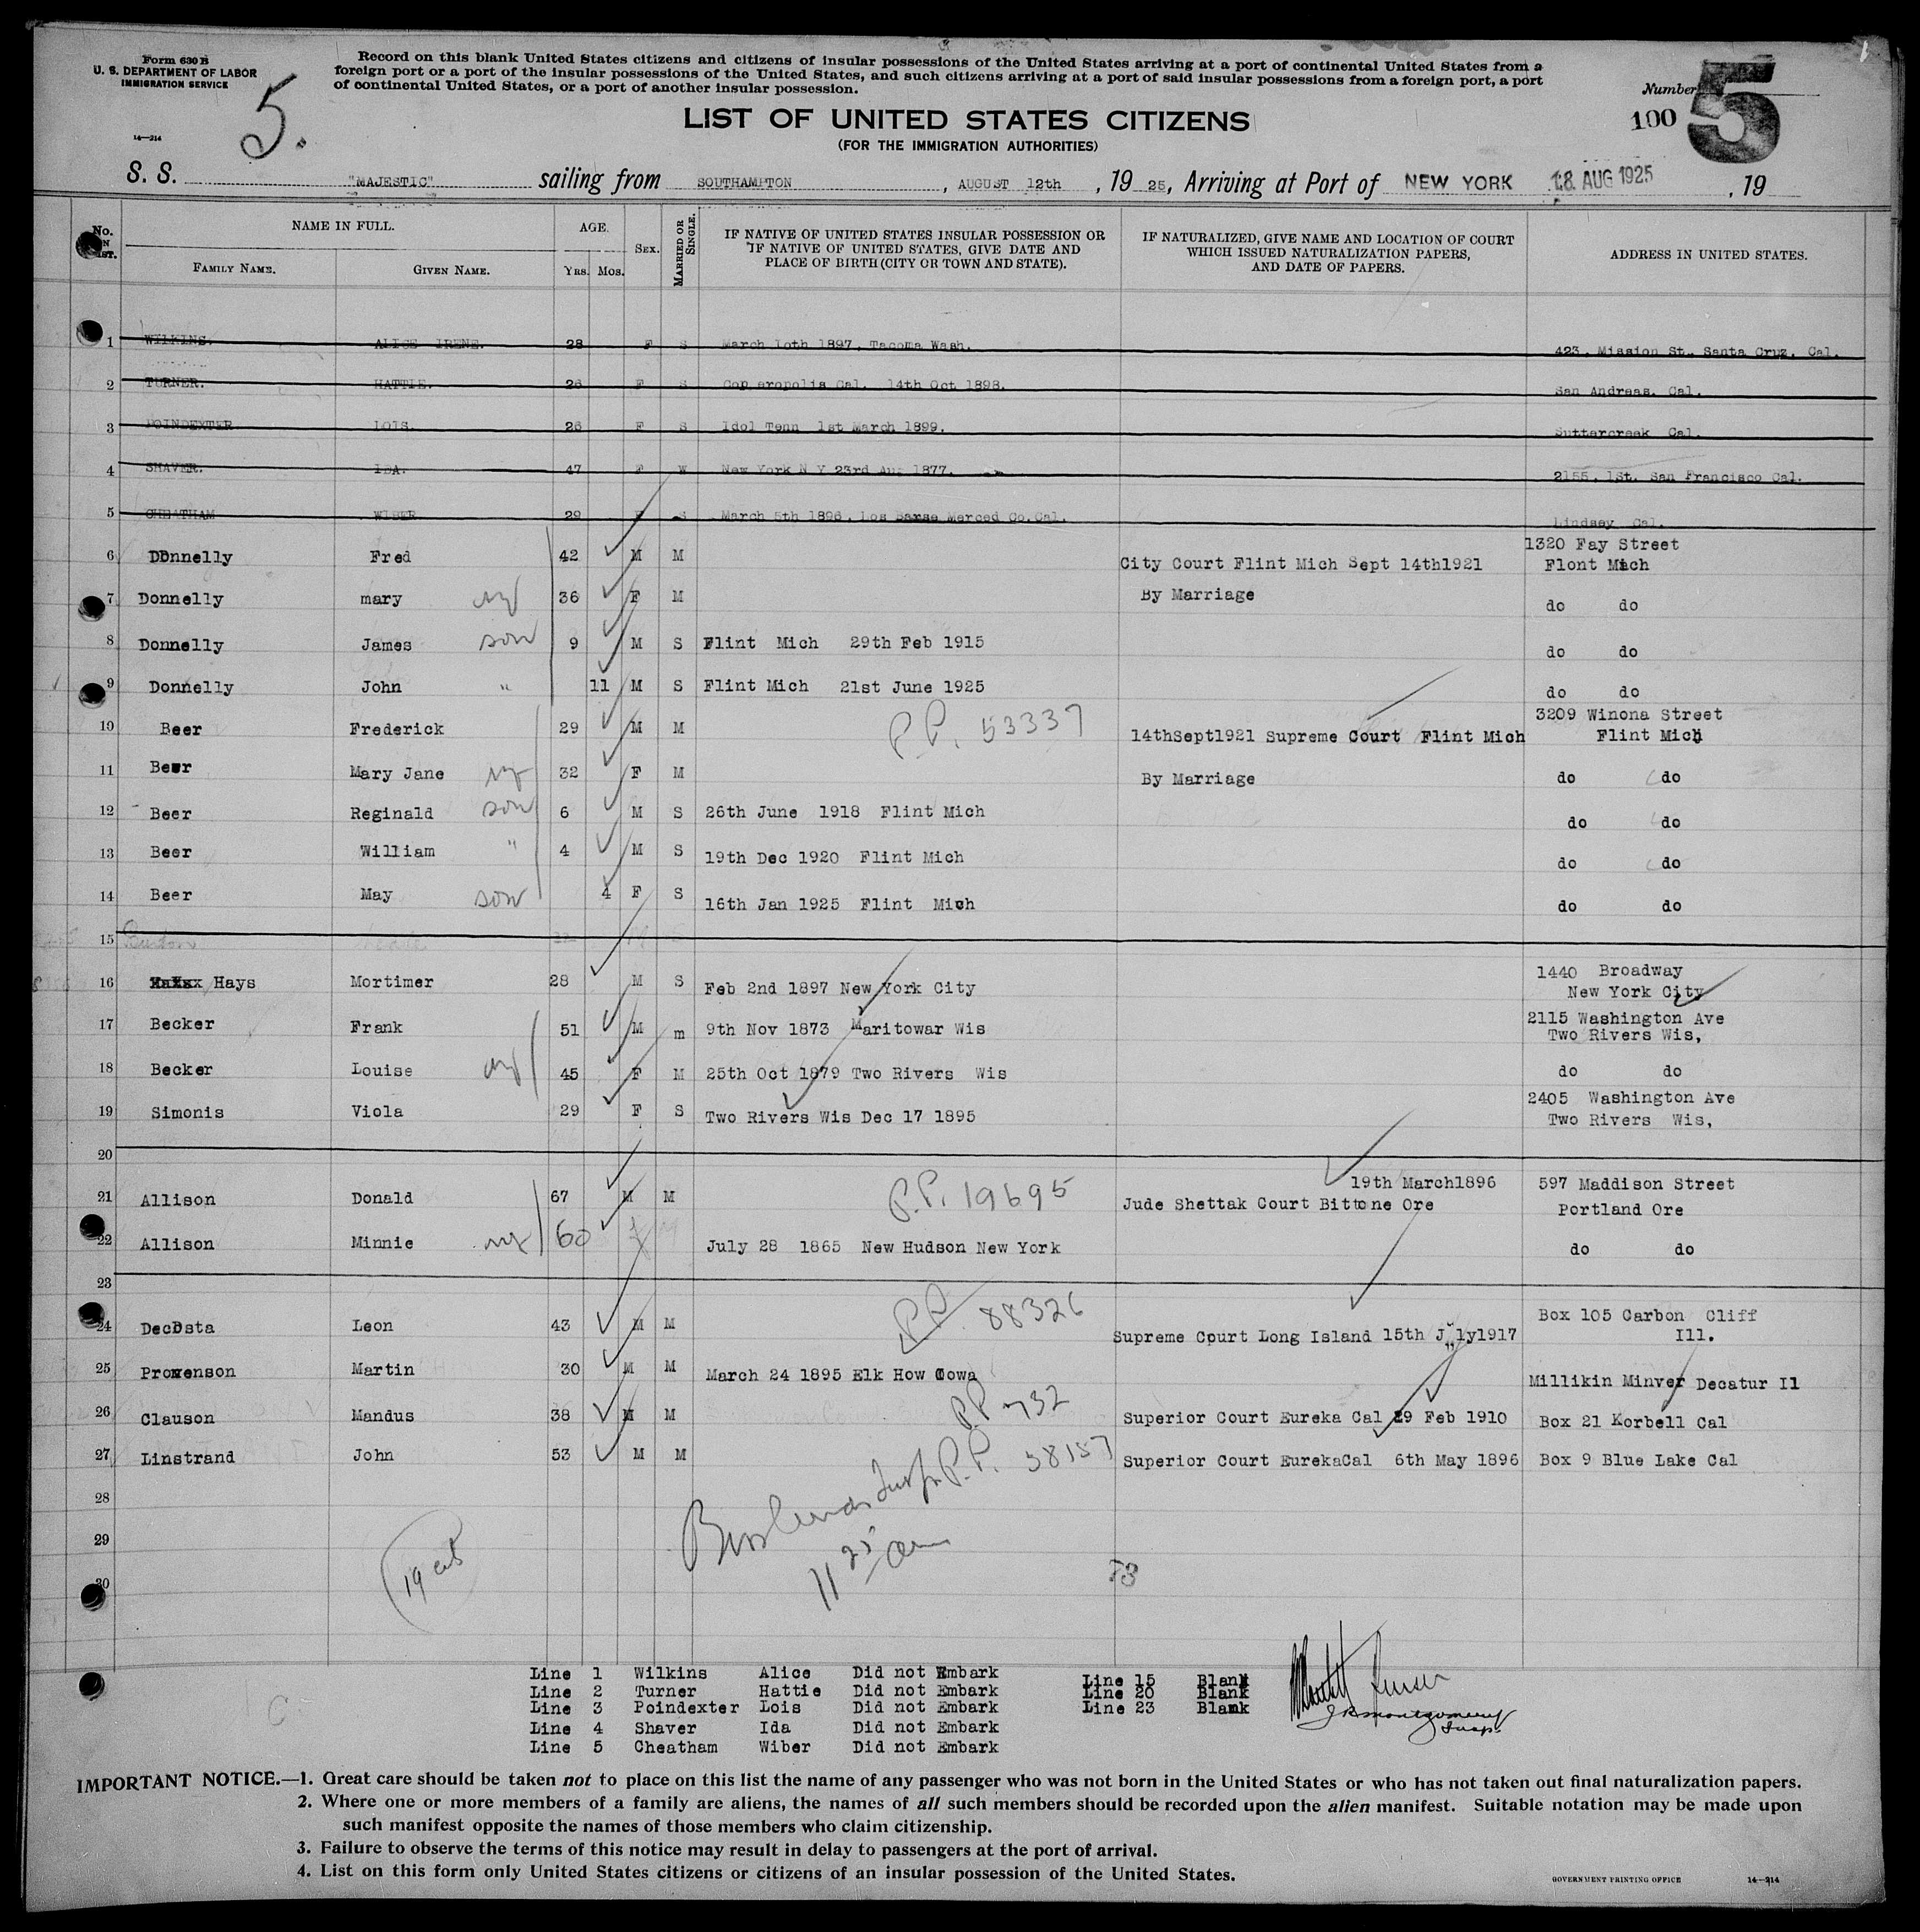 Form 630 B
U. S. DEPARTMENT OF LABOR
IMMIGRATION SERVICE
14—214
5.
Record on this blank United States citizens and citizens of insular possessions of the United States arriving at a port of continental United States from a
foreign port or a port of the insular possessions of the United States, and such citizens arriving at a port of said insular possessions from a foreign port, a port
of continental United States, or a port of another insular possession.
Number
5
100
LIST OF UNITED STATES CITIZENS
(FOR THE IMMIGRATION AUTHORITIES)
S. S. "MAJESTIC" sailing from SOUTHAMPTON, AUGUST 12th, 19 25, Arriving at Port of NEW YORK 18 AUG 1925, 19
No. ON LIST. NAME IN FULL. AGE. SEX. MARRIED OR SINGLE. IF NATIVE OF UNITED STATES INSULAR POSSESSION OR IF NATIVE OF UNITED STATES, GIVE DATE AND PLACE OF BIRTH (CITY OR TOWN AND STATE). IF NATURALIZED, GIVE NAME AND LOCATION OF COURT WHICH ISSUED NATURALIZATION PAPERS, AND DATE OF PAPERS. ADDRESS IN UNITED STATES.
FAMILY NAME. GIVEN NAME. YRS. MOS.
1 WILKINS. ALICE IRENE. 28 F S March 10th 1897, Tacoma Wash. 423, Mission St., Santa Cruz, Cal.
2 TURNER. HATTIE. 26 F S Cop eropolis Cal. 14th Oct 1898. San Andreas. Cal.
3 POINDEXTER LOIS. 26 F S Idol Tenn 1st March 1899. Suttercreek Cal.
4 SHAVER. IDA. 47 F W New York N Y 23rd Aug 1877. 2155, 1St. San Francisco Cal.
5 CHEATHAM WIBER 29 F S March 5th 1896, Los Banse Merced Co. Cal. Lindsey Cal.
6 DOnnelly Fred 42 M M City Court Flint Mich Sept 14th1921 1320 Fay Street
Flont Mich
7 Donnelly mary wf 36 F M By Marriage do do
8 Donnelly James son 9 M S Flint Mich 29th Feb 1915 do do
9 Donnelly John " 11 M S Flint Mich 21st June 1925 do do
10 Beer Frederick 29 M M P.P. 53337 14thSept1921 Supreme Court Flint Mich 3209 Winona Street
Flint Mich
11 Beer Mary Jane wf 32 F M By Marriage do do
12 Beer Reginald son 6 M S 26th June 1918 Flint Mich do do
13 Beer William " 4 M S 19th Dec 1920 Flint Mich do do
14 Beer May son 4 F S 16th Jan 1925 Flint Mich do do
15
16 Hays Mortimer 28 M S Feb 2nd 1897 New York City 1440 Broadway
New York City
17 Becker Frank 51 M m 9th Nov 1873 Maritowar Wis 2115 Washington Ave
Two Rivers Wis,
18 Becker Louise wf 45 F M 25th Oct 1879 Two Rivers Wis do do
19 Simonis Viola 29 F S Two Rivers Wis Dec 17 1895 2405 Washington Ave
Two Rivers Wis,
20
21 Allison Donald 67 M M P.P. 19695 19th March1896
Jude Shettak Court Bittone Ore 597 Maddison Street
Portland Ore
22 Allison Minnie wf 60 July 28 1865 New Hudson New York do do
23
24 DecOsta Leon 43 M M P.P. 88326 Supreme Court Long Island 15th July1917 Box 105 Carbon Cliff
Ill.
25 Provenson Martin 30 M M March 24 1895 Elk How Iowa Millikin Minver Decatur Il
26 Clauson Mandus 38 M M P.P. 732 Superior Court Eureka Cal 29 Feb 1910 Box 21 Korbell Cal
27 Linstrand John 53 M M P.P. 58157 Superior Court EurekaCal 6th May 1896 Box 9 Blue Lake Cal
28
29
30
19 cit
11 25 am
Line 1 Wilkins Alice Did not Embark
Line 2 Turner Hattie Did not Embark
Line 3 Poindexter Lois Did not Embark
Line 4 Shaver Ida Did not Embark
Line 5 Cheatham Wiber Did not Embark
Line 15 Blank
Line 20 Blank
Line 23 Blank
J R Montgomery
Insp.
IMPORTANT NOTICE.—1. Great care should be taken not to place on this list the name of any passenger who was not born in the United States or who has not taken out final naturalization papers.
2. Where one or more members of a family are aliens, the names of all such members should be recorded upon the alien manifest. Suitable notation may be made upon
such manifest opposite the names of those members who claim citizenship.
3. Failure to observe the terms of this notice may result in delay to passengers at the port of arrival.
4. List on this form only United States citizens or citizens of an insular possession of the United States.
GOVERNMENT PRINTING OFFICE 14—214